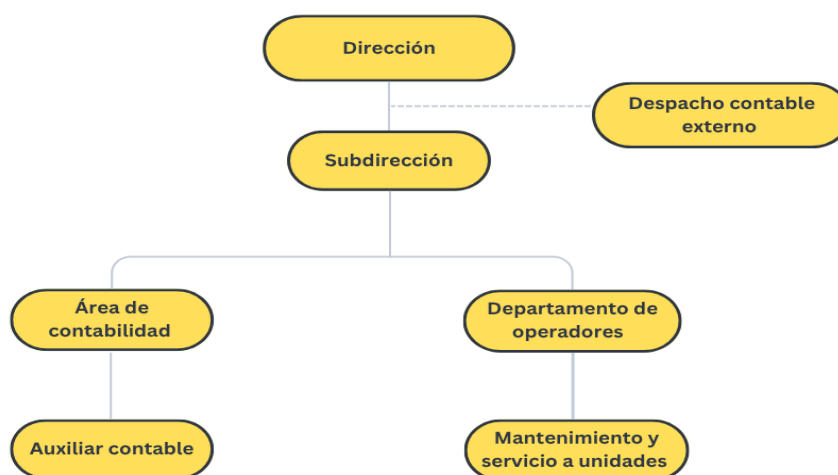 Dirección
Despacho contable
externo
Subdirección
Área de
contabilidad
Departamento de
operadores
Auxiliar contable
Mantenimiento y
servicio a unidades